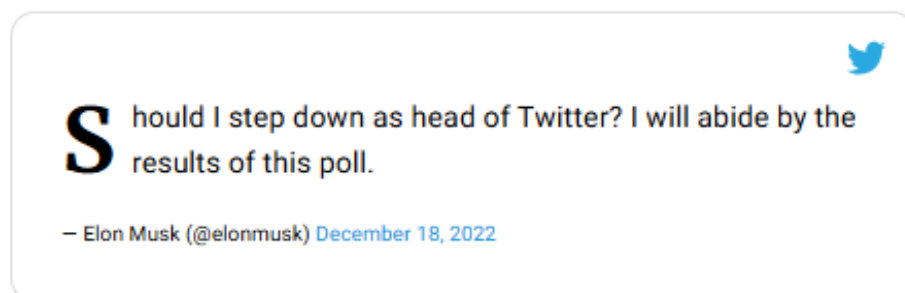 Should I step down as head of Twitter? I will abide by the
results of this poll.
— Elon Musk (@elonmusk) December 18, 2022